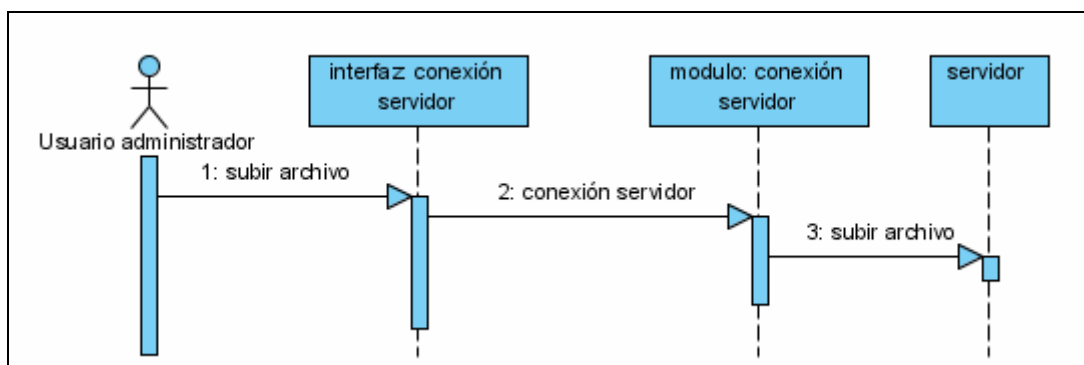 interfaz conexión
servidor
modulo: conexión
servidor
servidor
Usuario administrador
1: subir archivo
2: conexión servidor
3: subir archivo